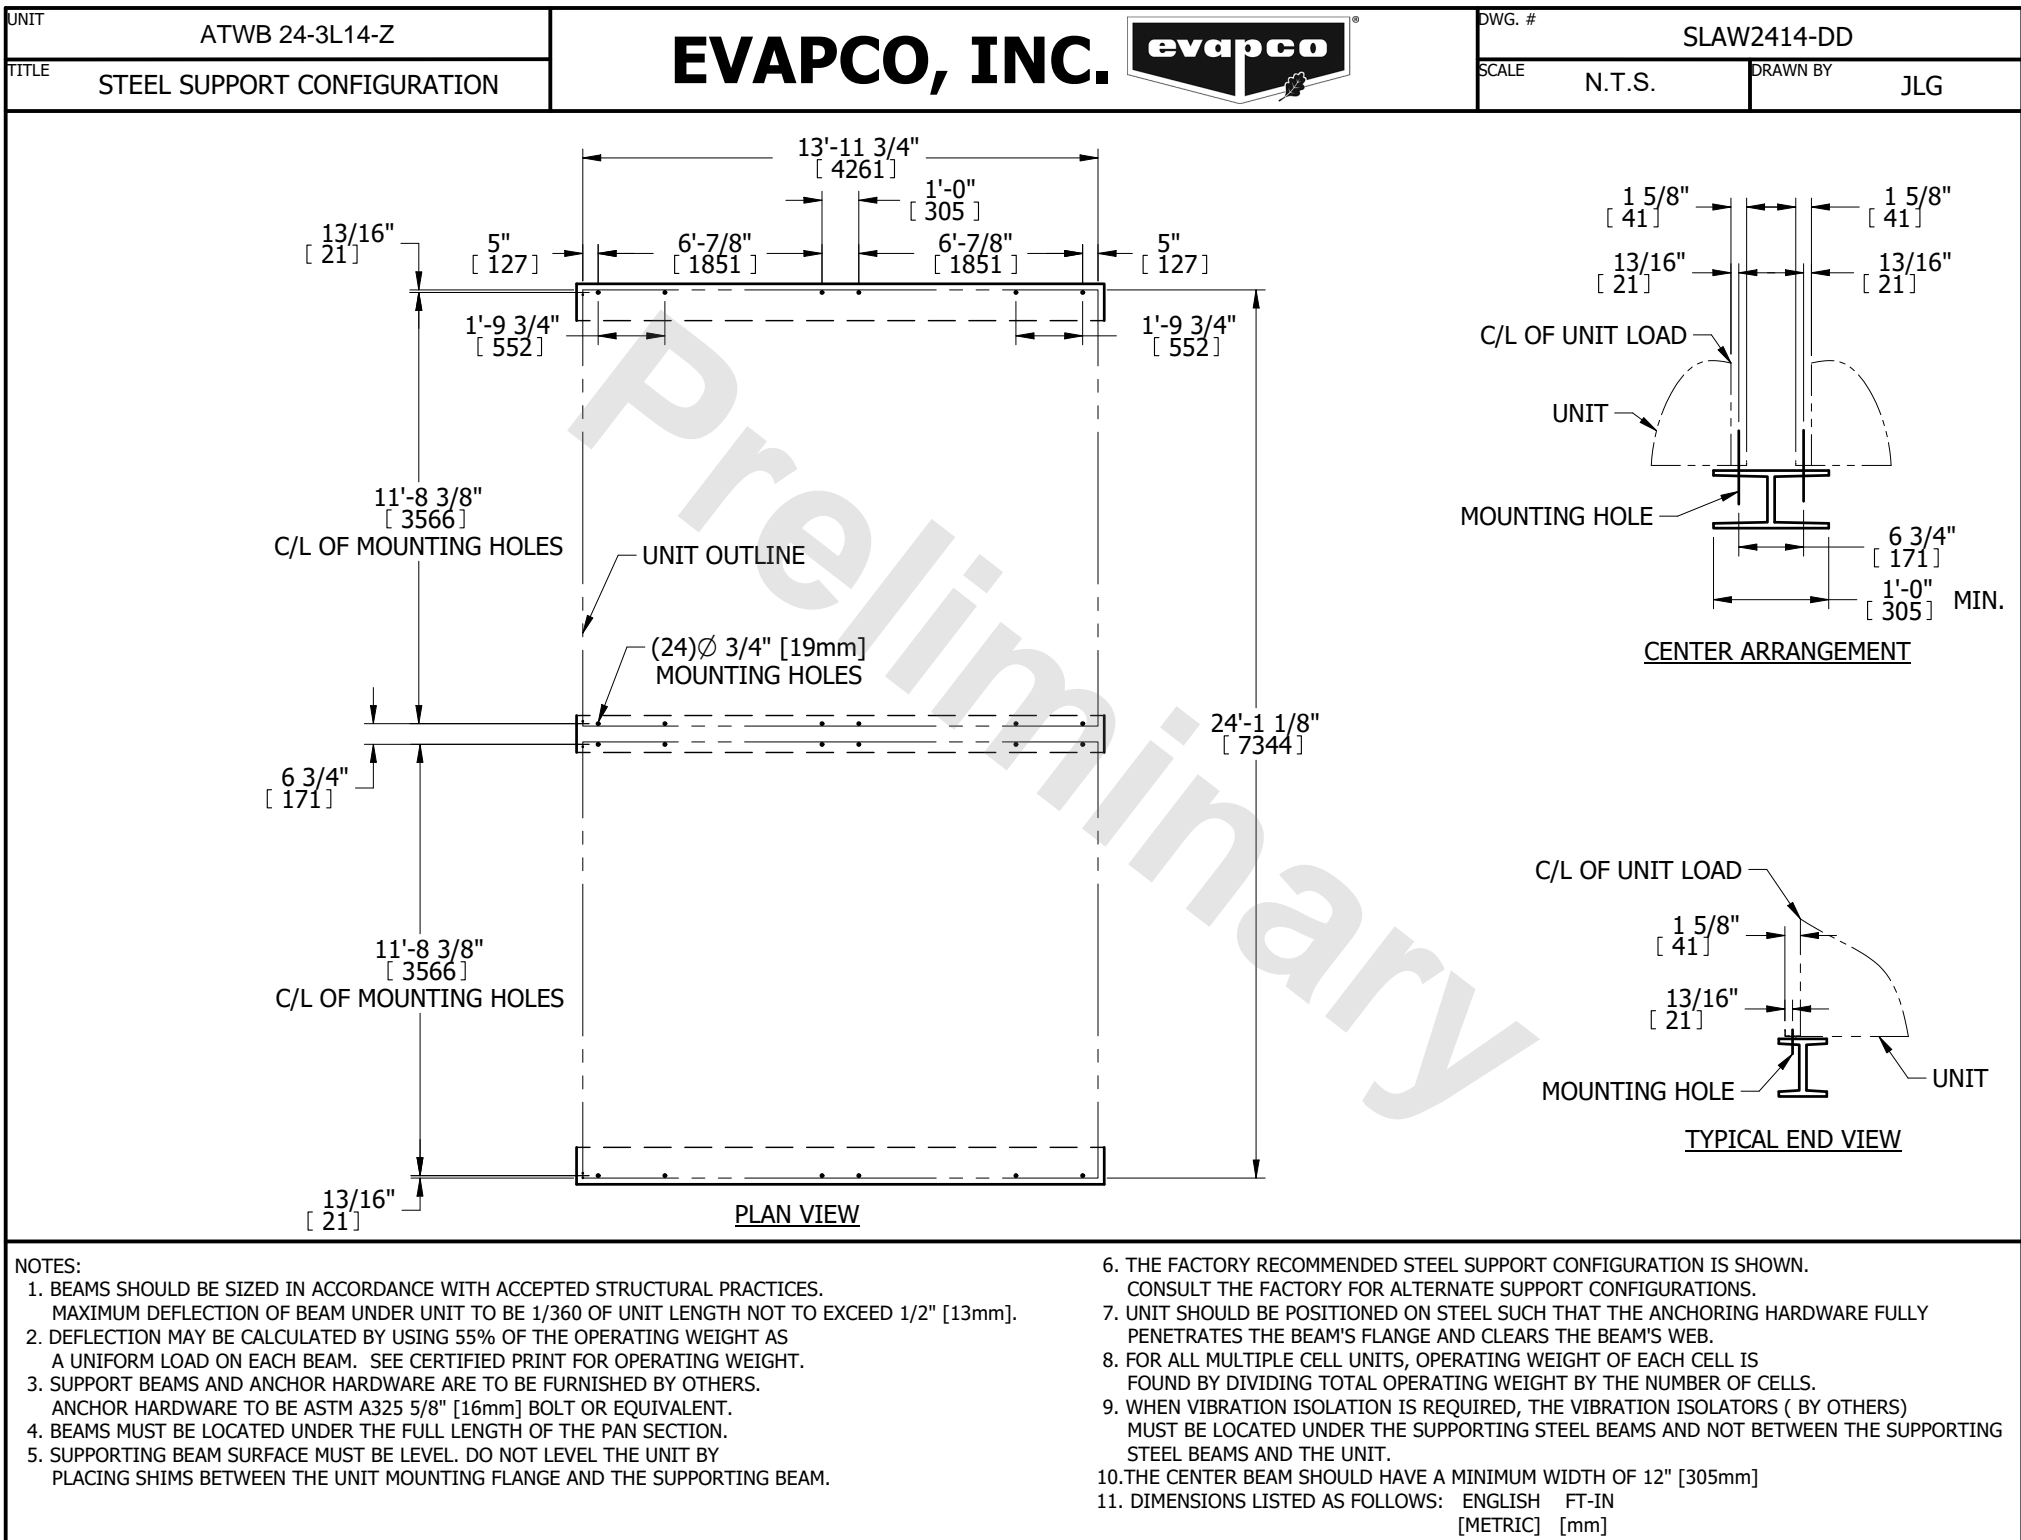 UNIT
ATWB 24-3L14-Z
TITLE
STEEL SUPPORT CONFIGURATION
EVAPCO, INC.
evapco
®
DWG. #
SLAW2414-DD
SCALE
N.T.S.
DRAWN BY
JLG
13'-11 3/4"
[ 4261]
1'-0"
[ 305 ]
13/16"
[ 21]
5"
[ 127]
6'-7/8"
[ 1851 ]
6'-7/8"
[ 1851 ]
5"
[ 127]
1'-9 3/4"
[ 552]
1'-9 3/4"
[ 552]
11'-8 3/8"
[ 3566]
C/L OF MOUNTING HOLES
UNIT OUTLINE
(24)∅ 3/4" [19mm]
MOUNTING HOLES
6 3/4"
[ 171]
24'-1 1/8"
[ 7344]
11'-8 3/8"
[ 3566]
C/L OF MOUNTING HOLES
13/16"
[ 21]
PLAN VIEW
Preliminary
1 5/8"
[ 41]
1 5/8"
[ 41]
13/16"
[ 21]
13/16"
[ 21]
C/L OF UNIT LOAD
UNIT
MOUNTING HOLE
6 3/4"
[ 171]
1'-0"
[ 305] MIN.
CENTER ARRANGEMENT
C/L OF UNIT LOAD
1 5/8"
[ 41]
13/16"
[ 21]
MOUNTING HOLE
UNIT
TYPICAL END VIEW
NOTES:
1. BEAMS SHOULD BE SIZED IN ACCORDANCE WITH ACCEPTED STRUCTURAL PRACTICES.
MAXIMUM DEFLECTION OF BEAM UNDER UNIT TO BE 1/360 OF UNIT LENGTH NOT TO EXCEED 1/2" [13mm].
2. DEFLECTION MAY BE CALCULATED BY USING 55% OF THE OPERATING WEIGHT AS
A UNIFORM LOAD ON EACH BEAM. SEE CERTIFIED PRINT FOR OPERATING WEIGHT.
3. SUPPORT BEAMS AND ANCHOR HARDWARE ARE TO BE FURNISHED BY OTHERS.
ANCHOR HARDWARE TO BE ASTM A325 5/8" [16mm] BOLT OR EQUIVALENT.
4. BEAMS MUST BE LOCATED UNDER THE FULL LENGTH OF THE PAN SECTION.
5. SUPPORTING BEAM SURFACE MUST BE LEVEL. DO NOT LEVEL THE UNIT BY
PLACING SHIMS BETWEEN THE UNIT MOUNTING FLANGE AND THE SUPPORTING BEAM.
6. THE FACTORY RECOMMENDED STEEL SUPPORT CONFIGURATION IS SHOWN.
CONSULT THE FACTORY FOR ALTERNATE SUPPORT CONFIGURATIONS.
7. UNIT SHOULD BE POSITIONED ON STEEL SUCH THAT THE ANCHORING HARDWARE FULLY
PENETRATES THE BEAM'S FLANGE AND CLEARS THE BEAM'S WEB.
8. FOR ALL MULTIPLE CELL UNITS, OPERATING WEIGHT OF EACH CELL IS
FOUND BY DIVIDING TOTAL OPERATING WEIGHT BY THE NUMBER OF CELLS.
9. WHEN VIBRATION ISOLATION IS REQUIRED, THE VIBRATION ISOLATORS ( BY OTHERS)
MUST BE LOCATED UNDER THE SUPPORTING STEEL BEAMS AND NOT BETWEEN THE SUPPORTING
STEEL BEAMS AND THE UNIT.
10.THE CENTER BEAM SHOULD HAVE A MINIMUM WIDTH OF 12" [305mm]
11. DIMENSIONS LISTED AS FOLLOWS: ENGLISH FT-IN
[METRIC] [mm]